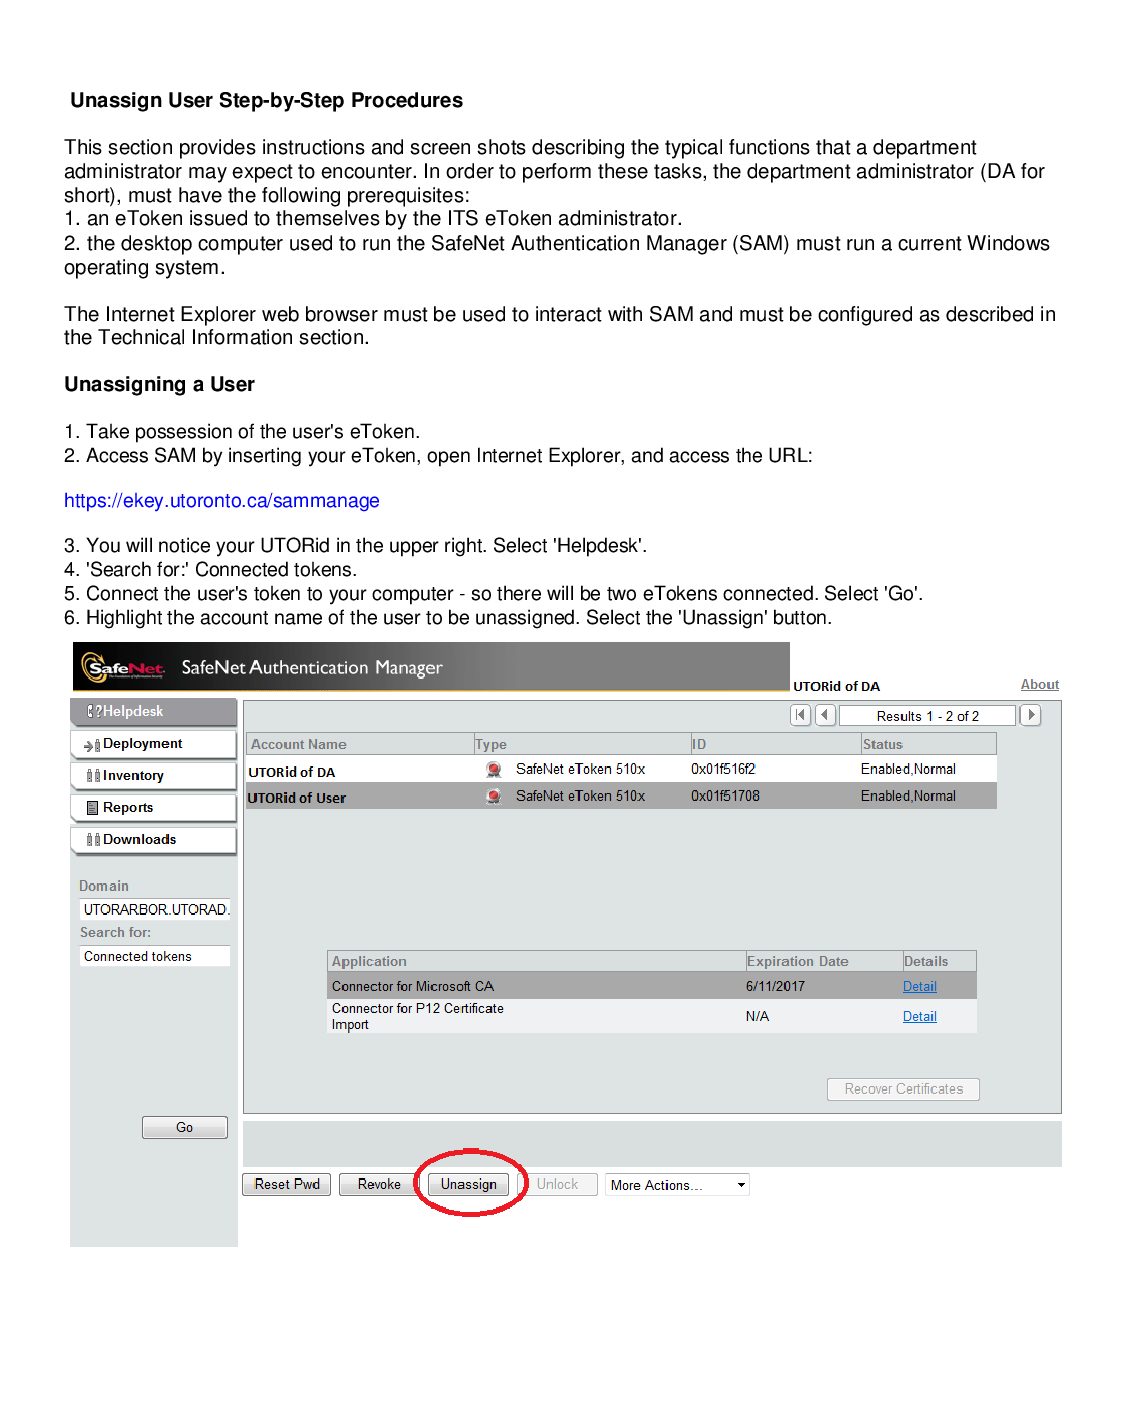 Unassign User Step-by-Step Procedures
This section provides instructions and screen shots describing the typical functions that a department
administrator may expect to encounter. In order to perform these tasks, the department administrator (DA for
short), must have the following prerequisites:
1. an eToken issued to themselves by the ITS eToken administrator.
2. the desktop computer used to run the SafeNet Authentication Manager (SAM) must run a current Windows
operating system.
The Internet Explorer web browser must be used to interact with SAM and must be configured as described in
the Technical Information section.
Unassigning a User
1. Take possession of the user's eToken.
2. Access SAM by inserting your eToken, open Internet Explorer, and access the URL:
https://ekey.utoronto.ca/sammanage
3. You will notice your UTORid in the upper right. Select 'Helpdesk'.
4. 'Search for:' Connected tokens.
5. Connect the user's token to your computer - so there will be two eTokens connected. Select 'Go'.
6. Highlight the account name of the user to be unassigned. Select the 'Unassign' button.
SafeNet. SafeNet Authentication Manager
UTORid of DA About
Helpdesk
Deployment
Inventory
Reports
Downloads
Domain
UTORARBOR.UTORAD.
Search for:
Connected tokens
Go
Results 1 - 2 of 2
Account Name Type ID Status
UTORid of DA SafeNet eToken 510x 0x01f516f2 Enabled,Normal
UTORid of User SafeNet eToken 510x 0x01f51708 Enabled,Normal
Application Expiration Date Details
Connector for Microsoft CA 6/11/2017 Detail
Connector for P12 Certificate
Import N/A Detail
Recover Certificates
Reset Pwd Revoke Unassign Unlock More Actions...